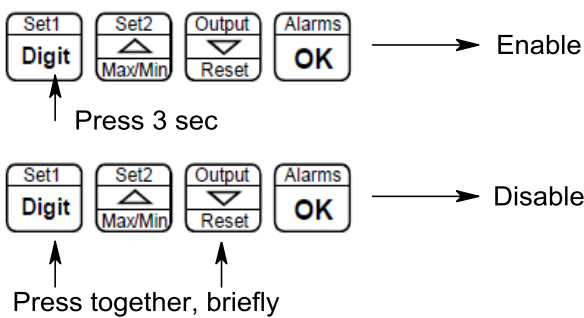 Set1 Set2 Output Alarms
Digit OK Enable
Max/Min Reset
Press 3 sec
Set1 Set2 Output Alarms
Digit OK Disable
Max/Min Reset
Press together, briefly